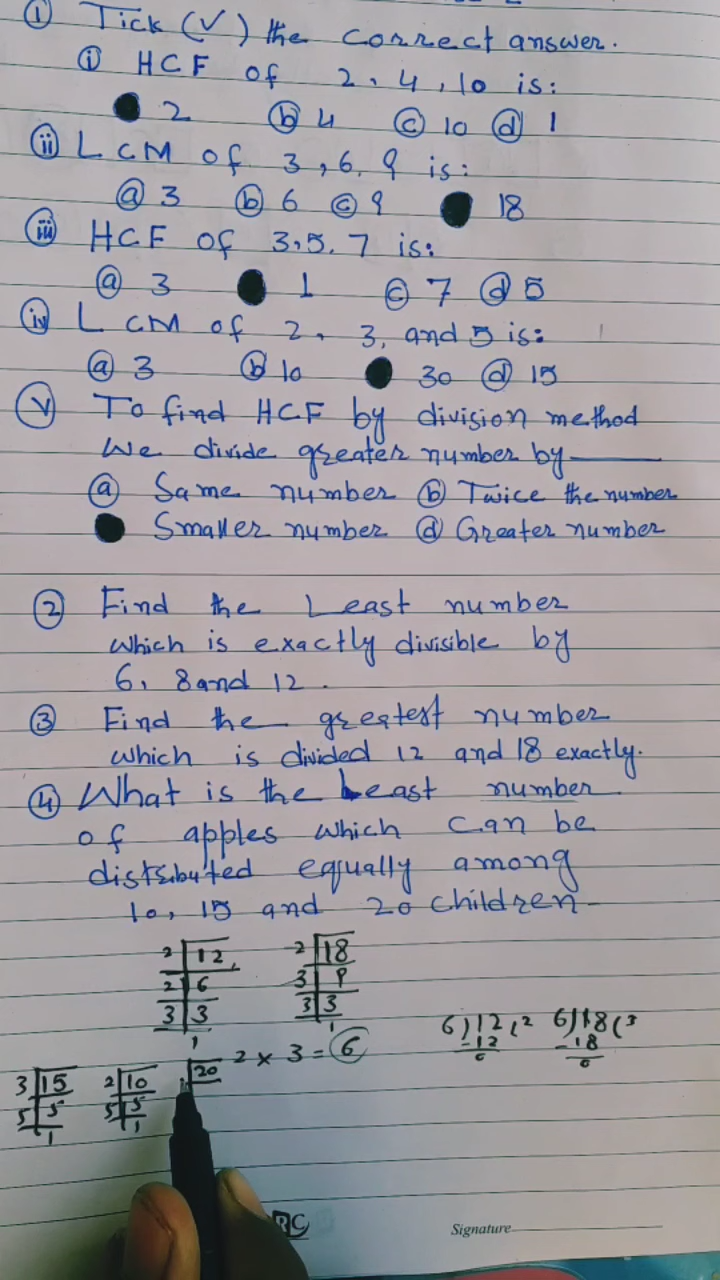 ① Tick (√) the correct answer.
ⓘ HCF of 2, 4, 10 is:
2 ⓑ 4 ⓒ 10 ⓓ 1
ⓘⓘ LCM of 3, 6, 9 is:
ⓐ 3 ⓑ 6 ⓒ 9 18
ⓘⓘⓘ HCF of 3, 5, 7 is:
ⓐ 3 1 ⓒ 7 ⓓ 5
ⓘⓥ LCM of 2, 3, and 5 is:
ⓐ 3 ⓑ 10 30 ⓓ 15
ⓥ To find HCF by division method
We divide greater number by ——
ⓐ Same number ⓑ Twice the number
Smaller number ⓓ Greater number
② Find the Least number
which is exactly divisible by
6, 8 and 12.
③ Find the greatest number
which is divided 12 and 18 exactly.
④ What is the Least number
of apples which can be
distributed equally among
10, 15 and 20 children
2 | 12 2 | 18
2 | 6 3 | 9
3 | 3 3 | 3
1 1
6)12(2 6)18(3
-12 -18
0 0
2 x 3 = 6
3 | 15 2 | 10 20
5 | 5 5 | 5
1 1
Signature